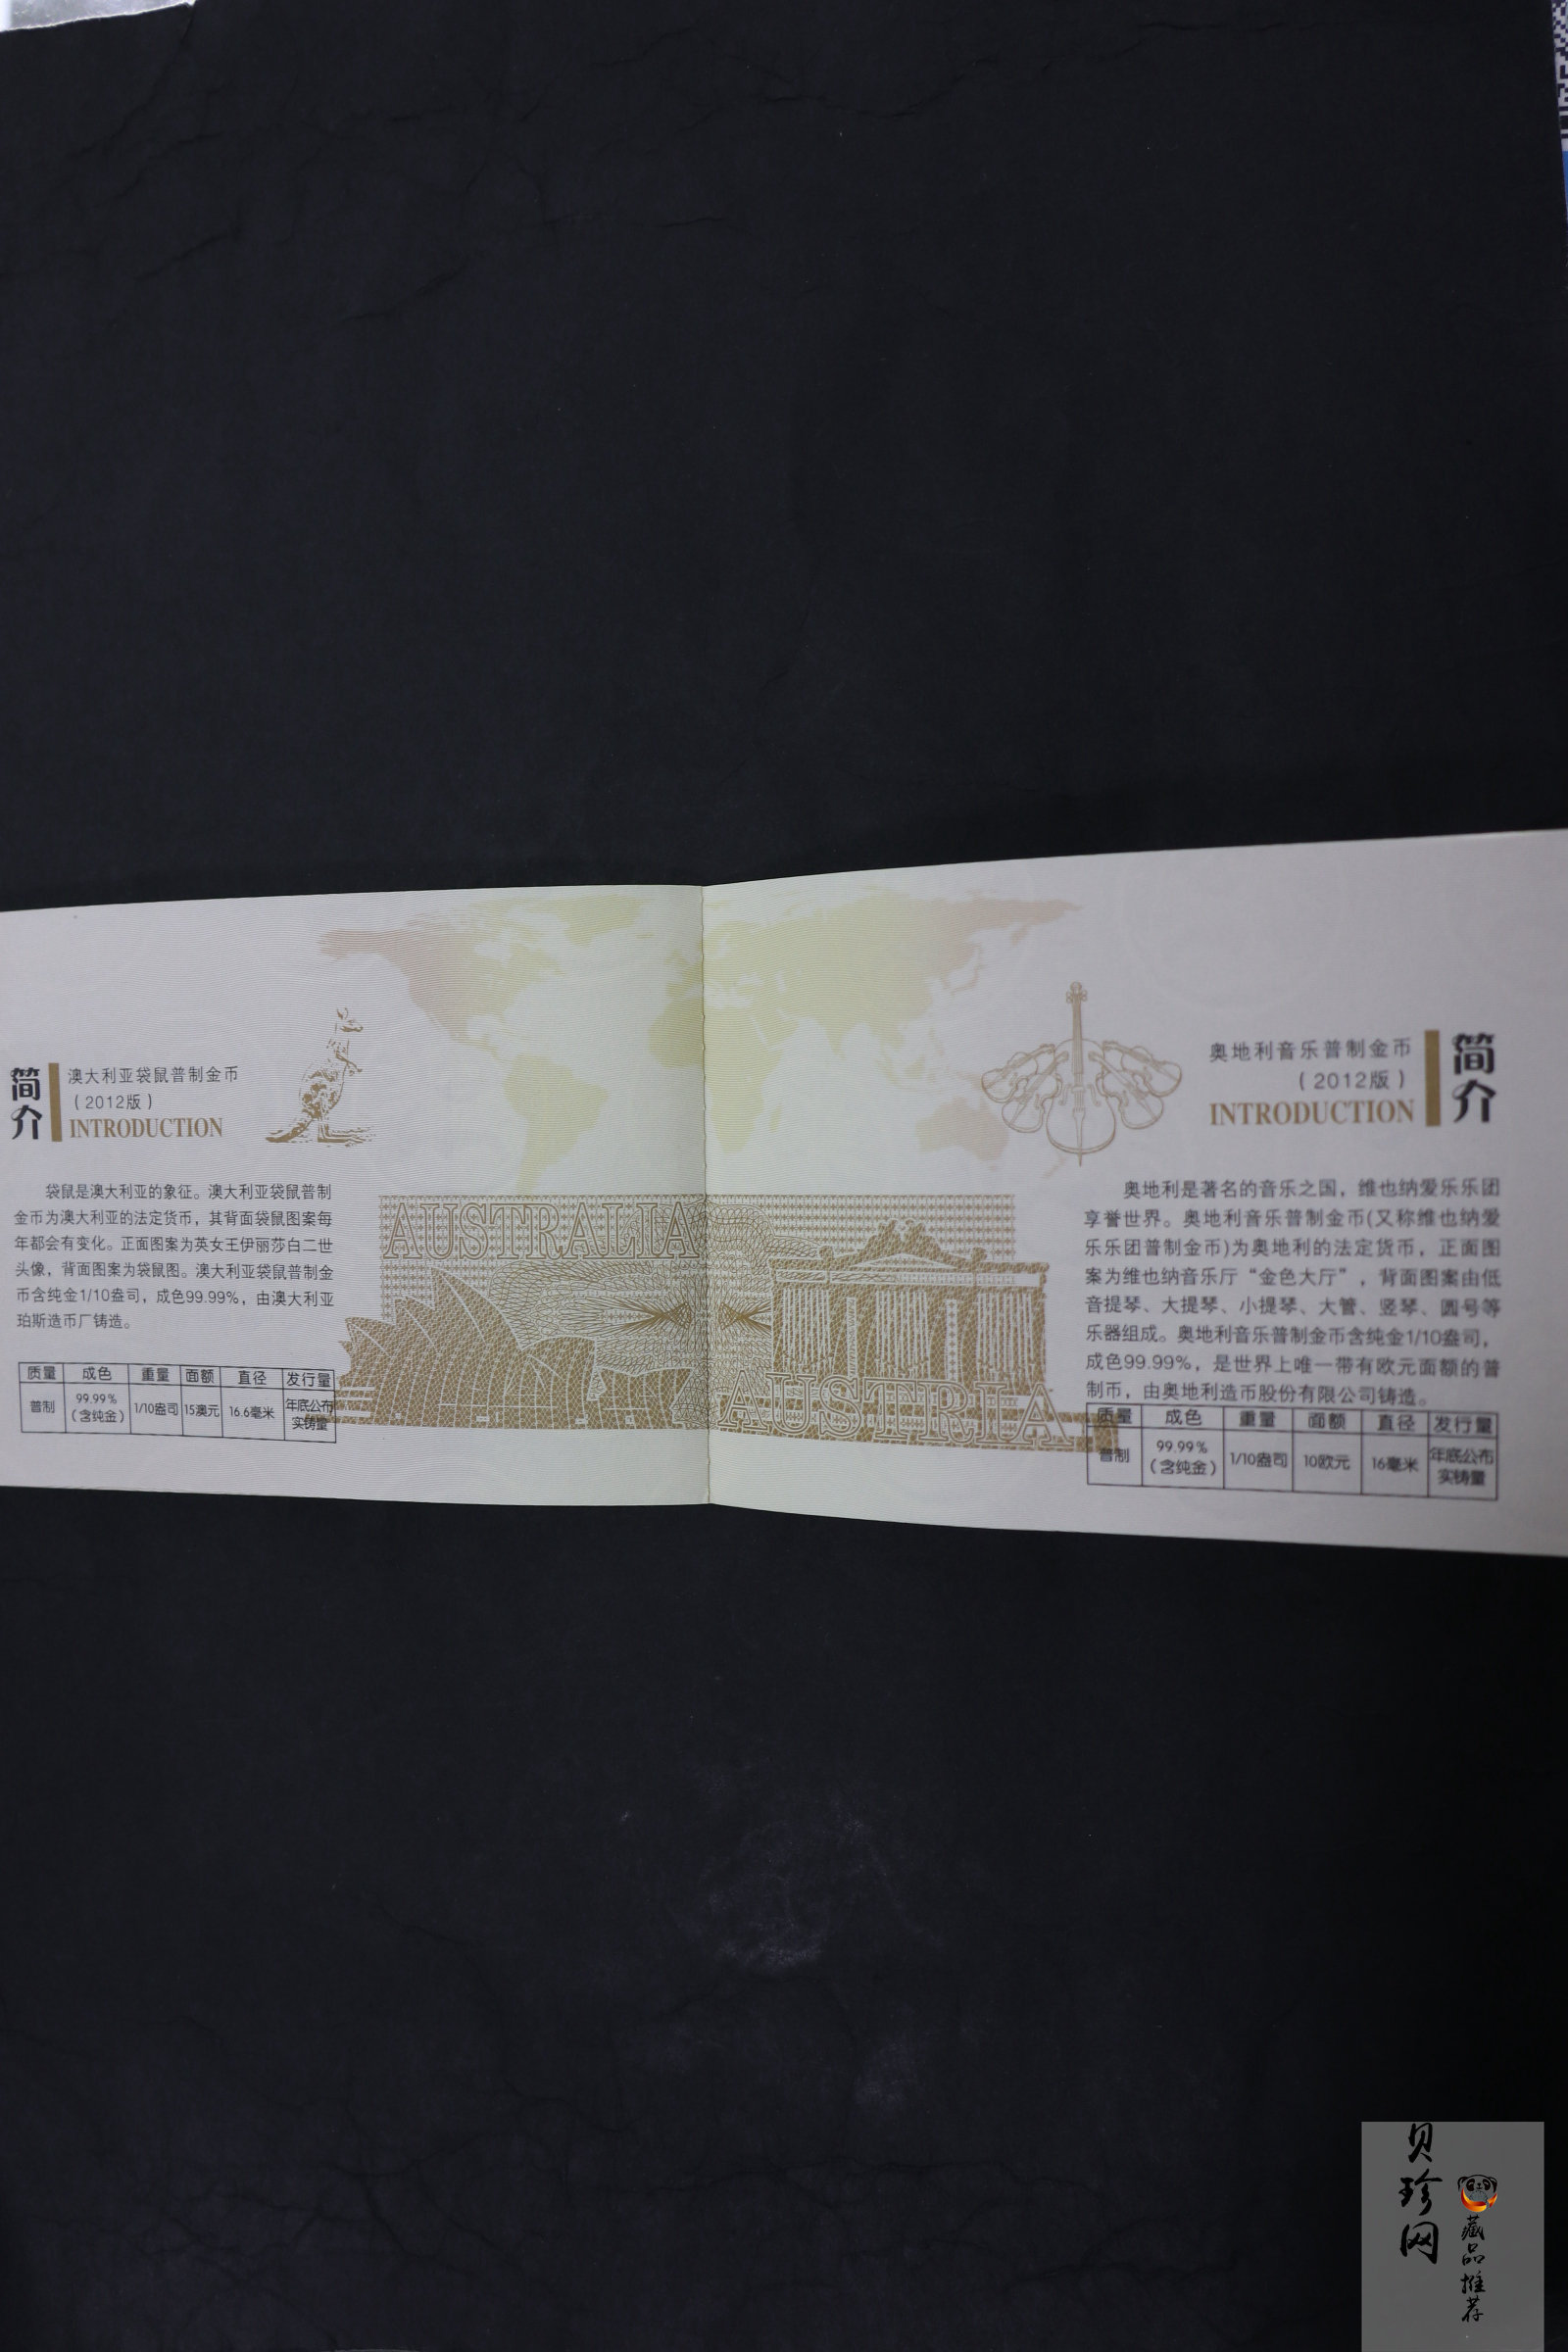 简介
澳大利亚袋鼠普制金币
（2012版）
INTRODUCTION
袋鼠是澳大利亚的象征。澳大利亚袋鼠普制
金币为澳大利亚的法定货币，其背面袋鼠图案每
年都会有变化。正面图案为英女王伊丽莎白二世
头像，背面图案为袋鼠图。澳大利亚袋鼠普制金
币含纯金1/10盎司，成色99.99%，由澳大利亚
珀斯造币厂铸造。
质量 成色 重量 面额 直径 发行量
普制 99.99%（含纯金） 1/10盎司 15澳元 16.6毫米 年底公布实铸量
AUSTRALIA
AUSTRIA
奥地利音乐普制金币
（2012版）
INTRODUCTION
简介
奥地利是著名的音乐之国，维也纳爱乐乐团
享誉世界。奥地利音乐普制金币(又称维也纳爱
乐乐团普制金币)为奥地利的法定货币，正面图
案为维也纳音乐厅“金色大厅”，背面图案由低
音提琴、大提琴、小提琴、大管、竖琴、圆号等
乐器组成。奥地利音乐普制金币含纯金1/10盎司，
成色99.99%，是世界上唯一带有欧元面额的普
制币，由奥地利造币股份有限公司铸造。
质量 成色 重量 面额 直径 发行量
普制 99.99%（含纯金） 1/10盎司 10欧元 16毫米 年底公布实铸量
贝珍网
藏品推荐